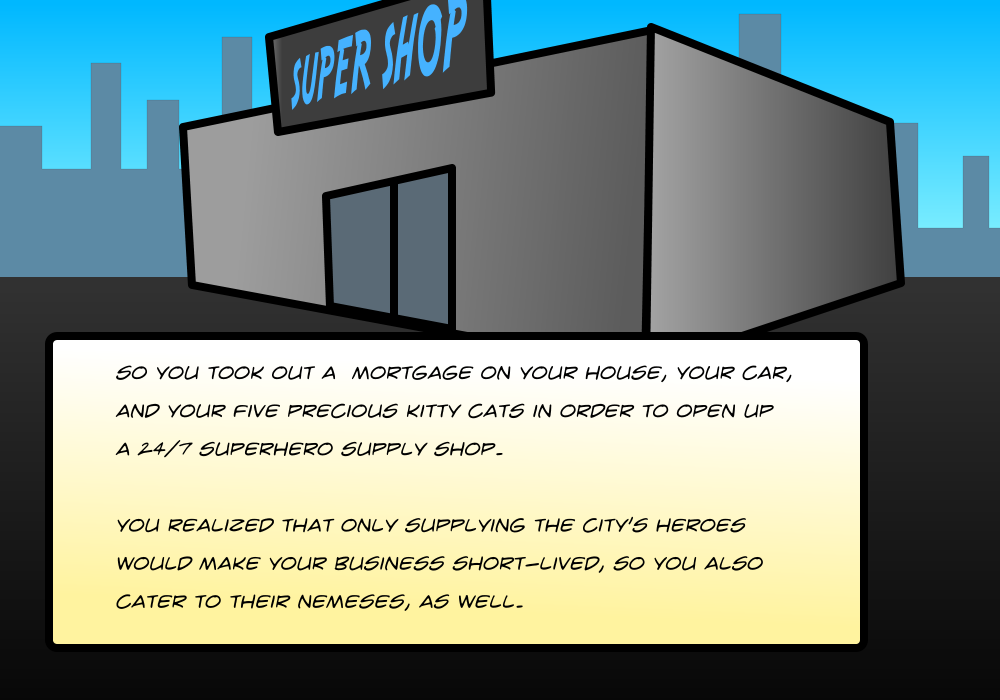 SUPER SHOP
SO YOU TOOK OUT A  MORTGAGE ON YOUR HOUSE, YOUR CAR,
AND YOUR FIVE PRECIOUS KITTY CATS IN ORDER TO OPEN UP
A 24/7 SUPERHERO SUPPLY SHOP.
YOU REALIZED THAT ONLY SUPPLYING THE CITY'S HEROES
WOULD MAKE YOUR BUSINESS SHORT-LIVED, SO YOU ALSO
CATER TO THEIR NEMESES, AS WELL.